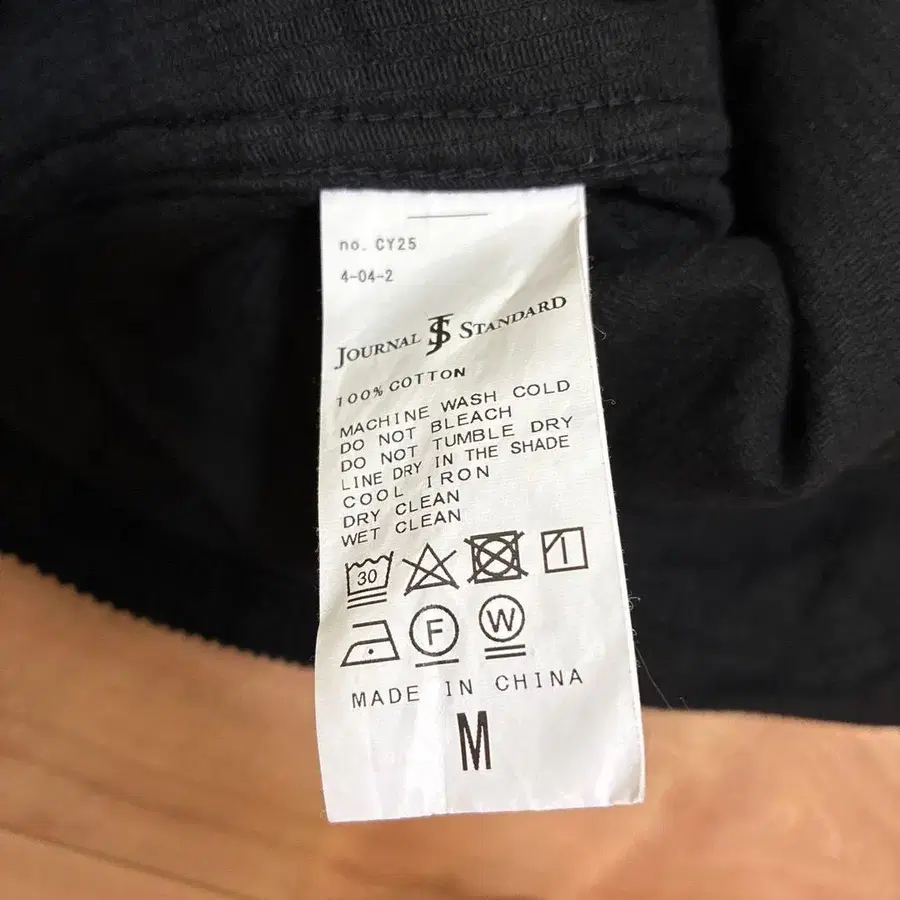 no. CY25
4-04-2
JOURNAL JS STANDARD
100% COTTON
MACHINE WASH COLD
DO NOT BLEACH
DO NOT TUMBLE DRY
LINE DRY IN THE SHADE
COOL IRON
DRY CLEAN
WET CLEAN
30
F W
MADE IN CHINA
M